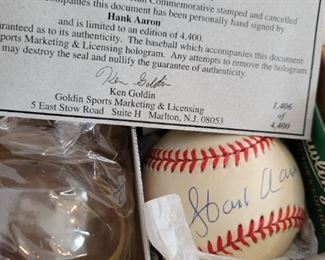 Commemorative stamped and cancelled
companies this document has been personally hand signed by
Hank Aaron
and is limited to an edition of 4,400.
guaranteed as to its authenticity. The baseball which accompanies this document
Sports Marketing & Licensing hologram. Any attempts to remove the hologram
may destroy the seal and nullify the guarantee of authenticity.
Ken Goldin
Ken Goldin
Goldin Sports Marketing & Licensing
5 East Stow Road Suite H Marlton, N.J. 08053
1,406
of
4,400
Hank Aaron